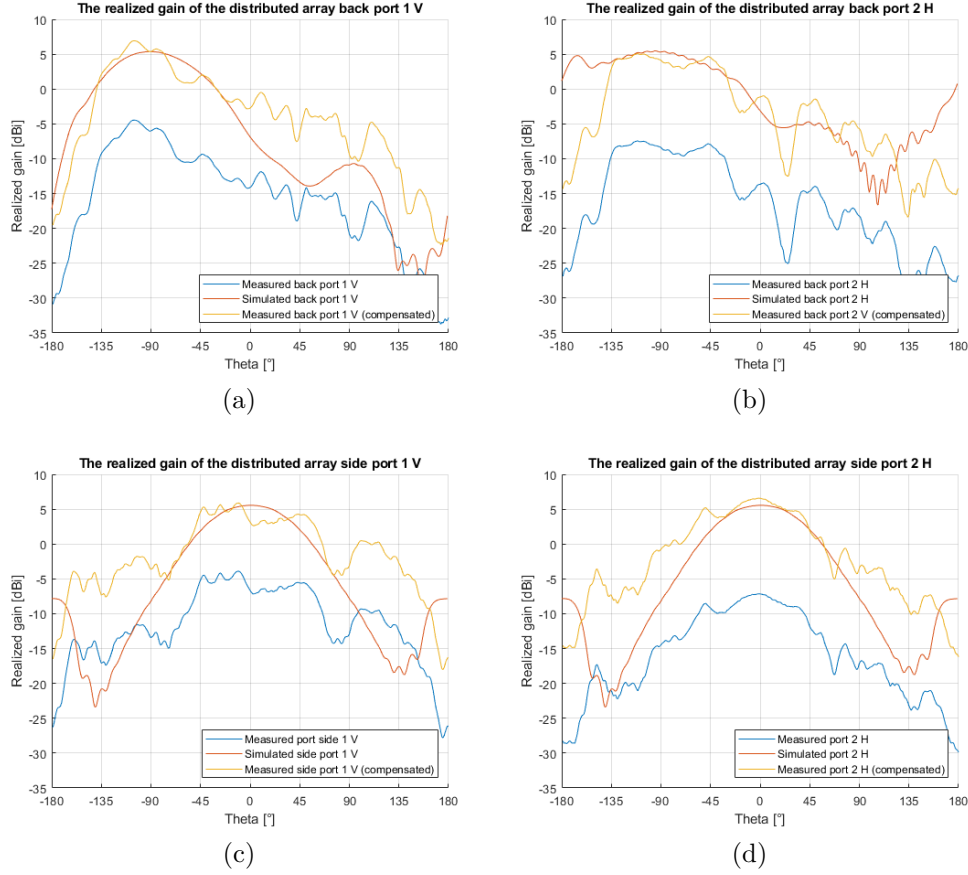 The realized gain of the distributed array back port 1 V
10
5
0
-5
-10
-15
-20
-25
-30
-35
Realized gain [dBi]
Measured back port 1 V
Simulated back port 1 V
Measured back port 1 V (compensated)
-180 -135 -90 -45 0 45 90 135 180
Theta [°]
(a)
The realized gain of the distributed array back port 2 H
10
5
0
-5
-10
-15
-20
-25
-30
-35
Realized gain [dBi]
Measured back port 2 H
Simulated back port 2 H
Measured back port 2 V (compensated)
-180 -135 -90 -45 0 45 90 135 180
Theta [°]
(b)
The realized gain of the distributed array side port 1 V
10
5
0
-5
-10
-15
-20
-25
-30
-35
Realized gain [dBi]
Measured port side 1 V
Simulated side port 1 V
Measured side port 1 V (compensated)
-180 -135 -90 -45 0 45 90 135 180
Theta [°]
(c)
The realized gain of the distributed array side port 2 H
10
5
0
-5
-10
-15
-20
-25
-30
-35
Realized gain [dBi]
Measured port 2 H
Simulated port 2 H
Measured port 2 H (compensated)
-180 -135 -90 -45 0 45 90 135 180
Theta [°]
(d)